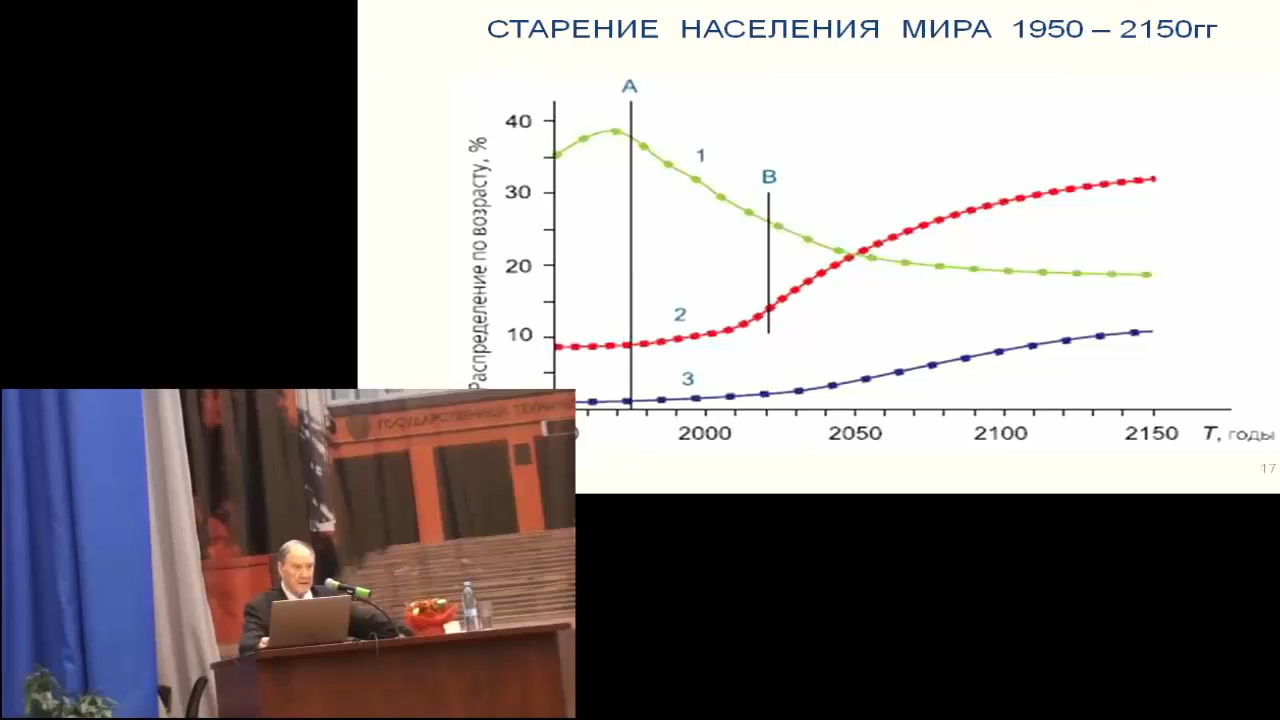 СТАРЕНИЕ НАСЕЛЕНИЯ МИРА 1950 – 2150гг
A
40
1
Распределение по возрасту, %
B
30
20
2
10
3
2000 2050 2100 2150 T, годы
17
ГОСУДАРСТВЕННЫЙ